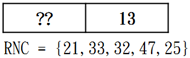 ?? 13
RNC = {21,33,32,47,25}